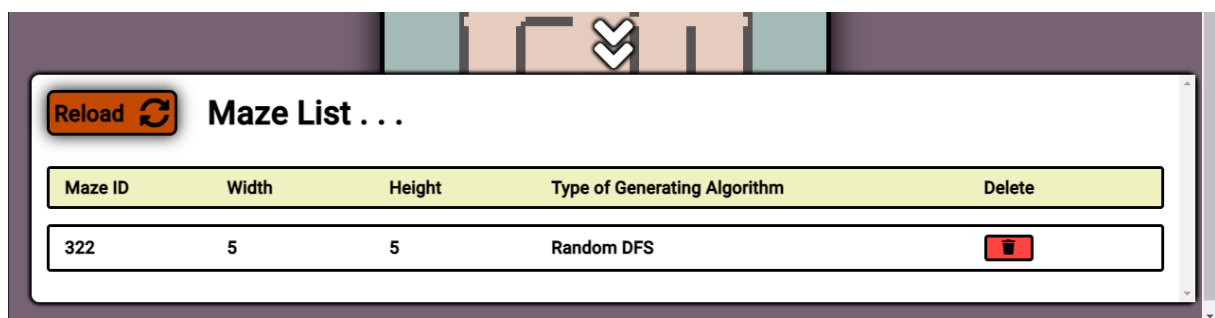 Reload Maze List . . .
Maze ID Width Height Type of Generating Algorithm Delete
322 5 5 Random DFS